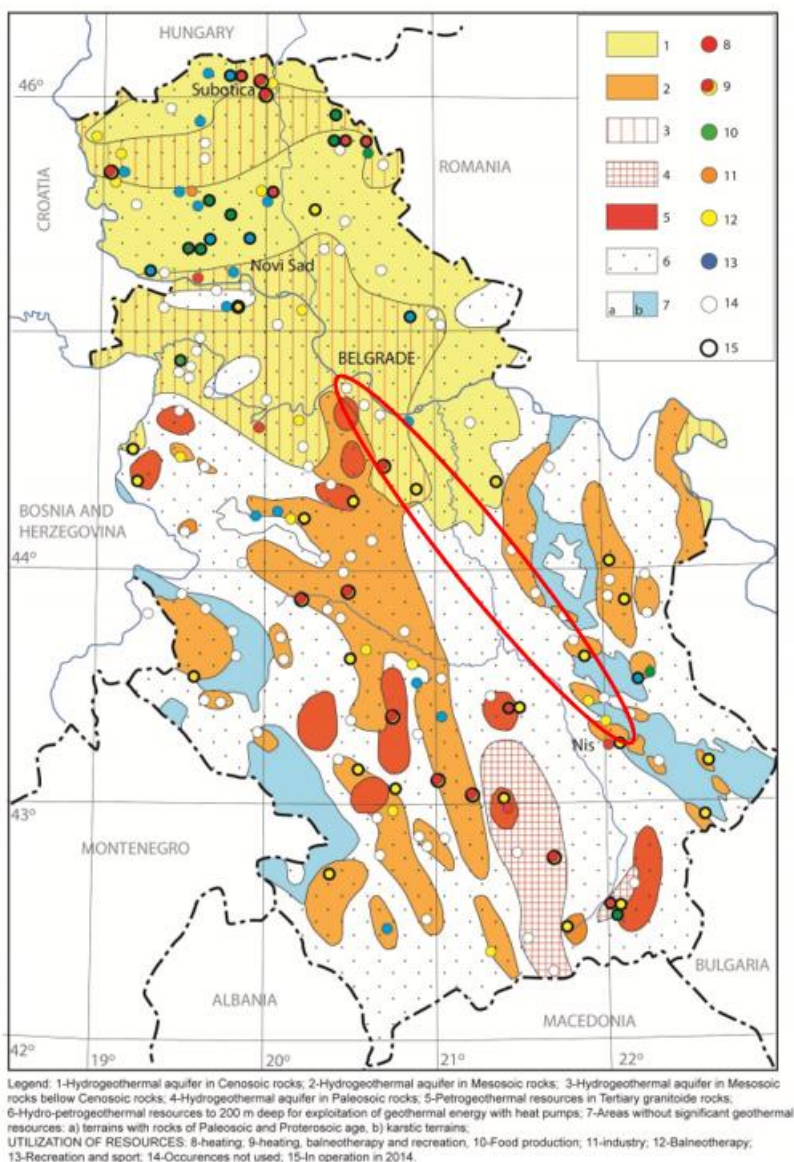 HUNGARY
46°
Subotica
ROMANIA
CROATIA
Novi Sad
BELGRADE
BOSNIA AND
HERZEGOVINA
44°
Nis
43°
MONTENEGRO
BULGARIA
ALBANIA
MACEDONIA
42°
19°
20°
21°
22°
1
8
2
9
3
10
4
11
5
12
6
13
a
b
7
14
15
Legend: 1-Hydrogeothermal aquifer in Cenosoic rocks; 2-Hydrogeothermal aquifer in Mesosoic rocks; 3-Hydrogeothermal aquifer in Mesosoic
rocks bellow Cenosoic rocks; 4-Hydrogeothermal aquifer in Paleosoic rocks; 5-Petrogeothermal resources in Tertiary granitoide rocks;
6-Hydro-petrogeothermal resources to 200 m deep for exploitation of geothermal energy with heat pumps; 7-Areas without significant geothermal
resources: a) terrains with rocks of Paleosoic and Proterosoic age, b) karstic terrains;
UTILIZATION OF RESOURCES: 8-heating; 9-heating, balneotherapy and recreation, 10-Food production; 11-industry; 12-Balneotherapy;
13-Recreation and sport; 14-Occurences not used; 15-In operation in 2014.